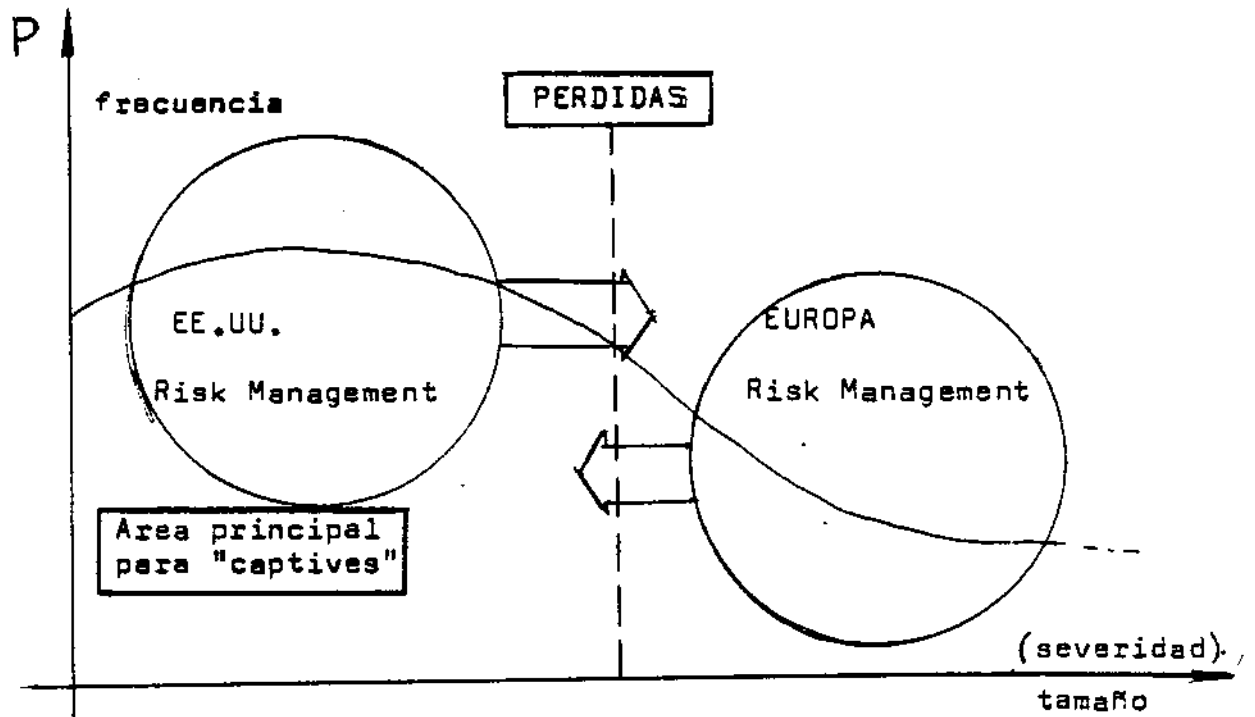 P
frecuencia
PERDIDAS
EE.UU.
Risk Management
EUROPA
Risk Management
Area principal
para "captives"
(severidad)
tamaño